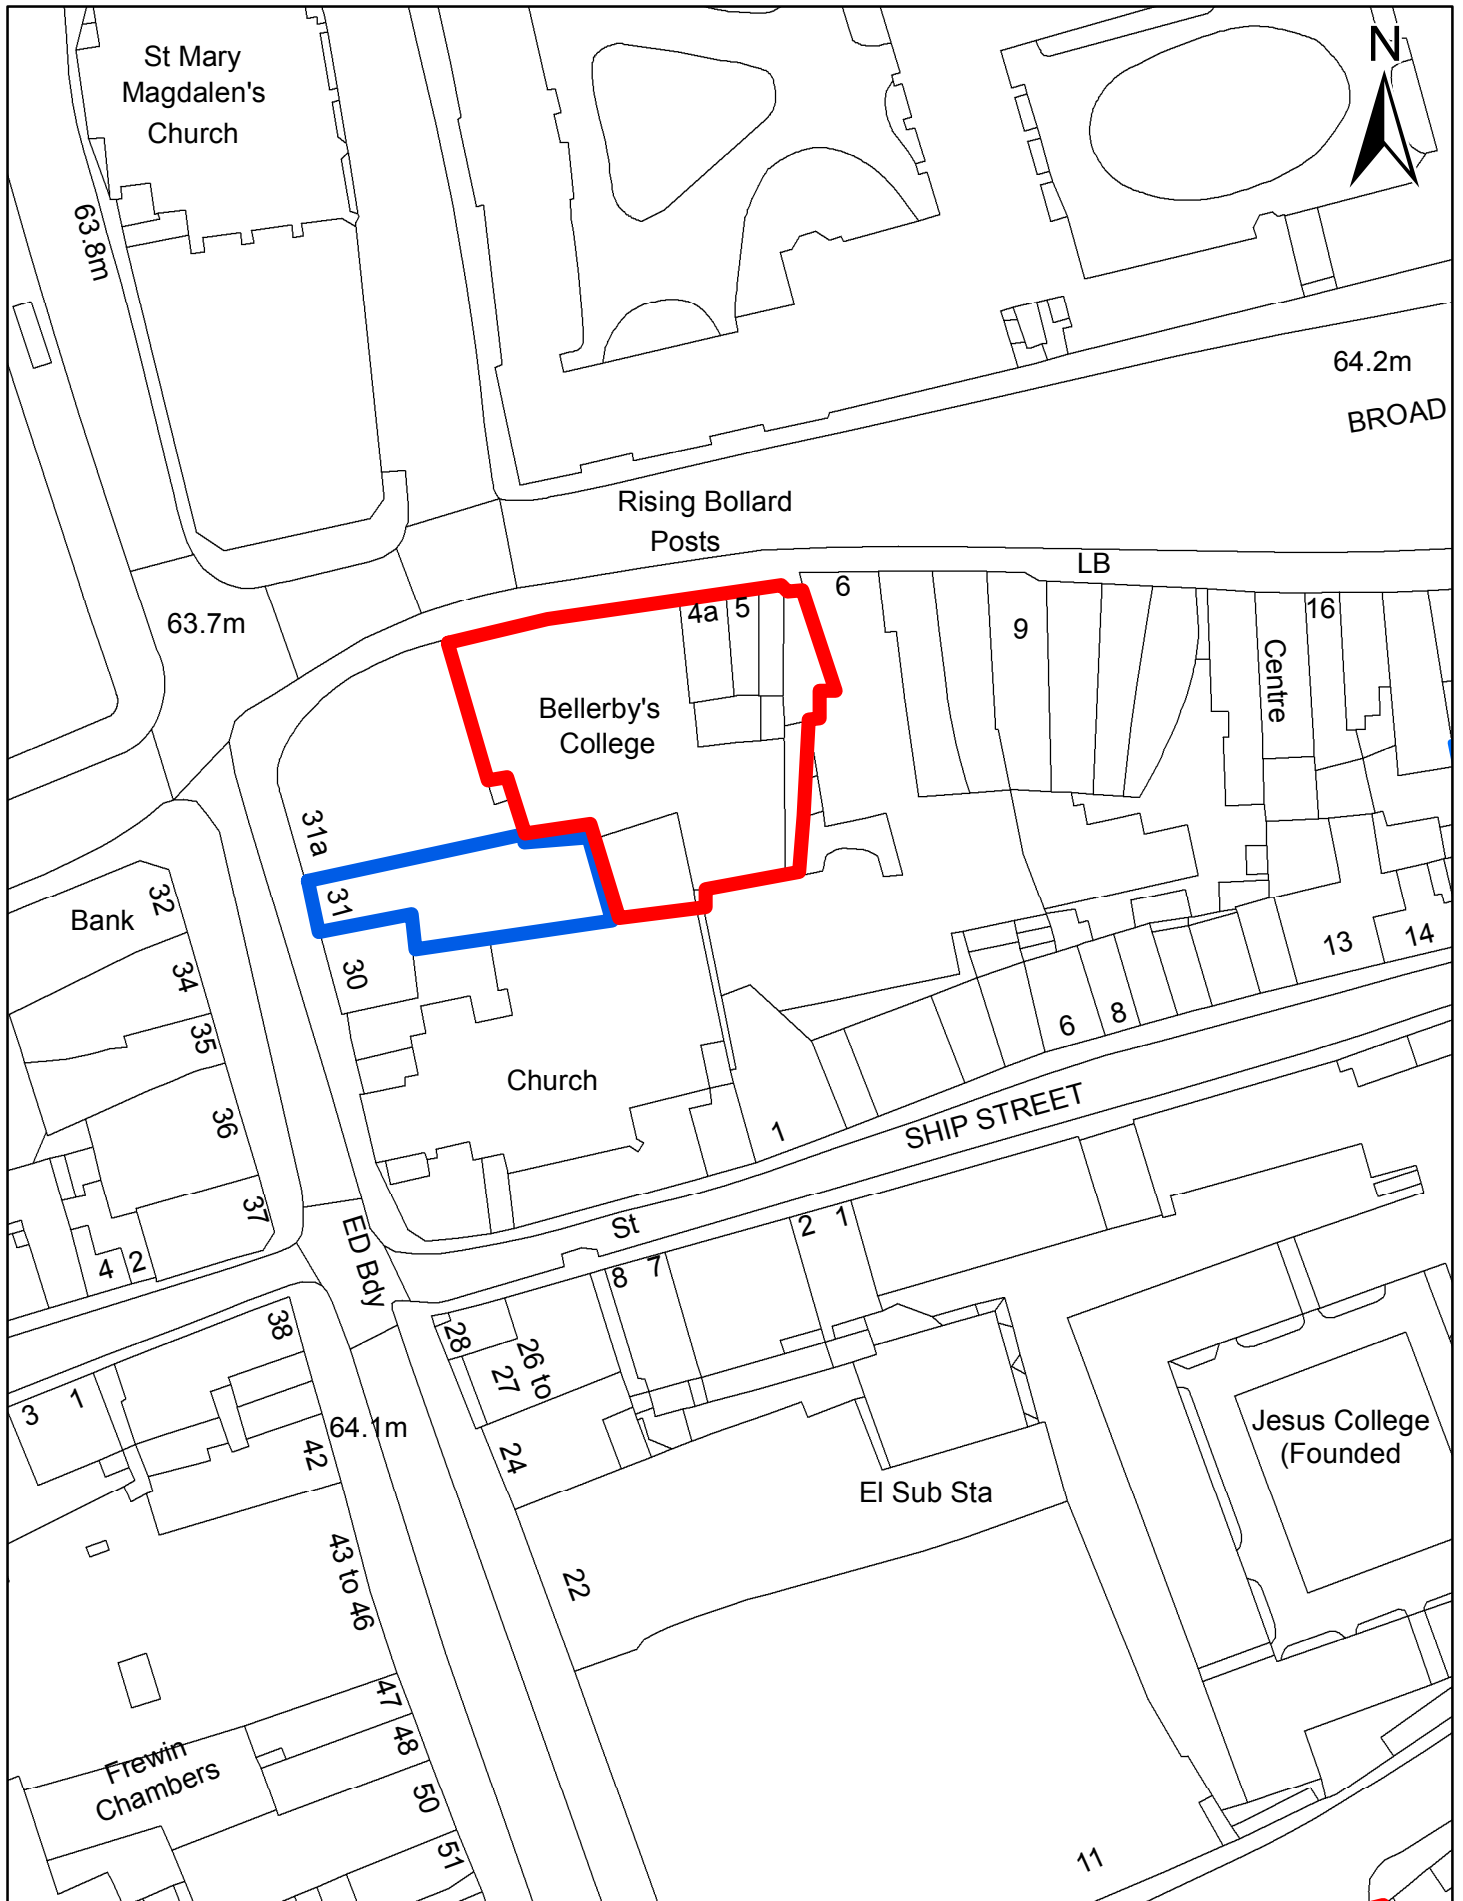 St Mary
Magdalen's
Church
N
63.8m
64.2m
BROAD
Rising Bollard
Posts
LB
63.7m
4a
5
6
9
16
Centre
Bellerby's
College
31a
31
30
Bank
32
34
35
36
37
13
14
6
8
Church
1
SHIP STREET
St
ED Bdy
4
2
2
1
8
7
38
28
26 to
27
3
1
64.1m
42
24
Jesus College
(Founded
El Sub Sta
43 to 46
22
47
48
Frewin
Chambers
50
51
11